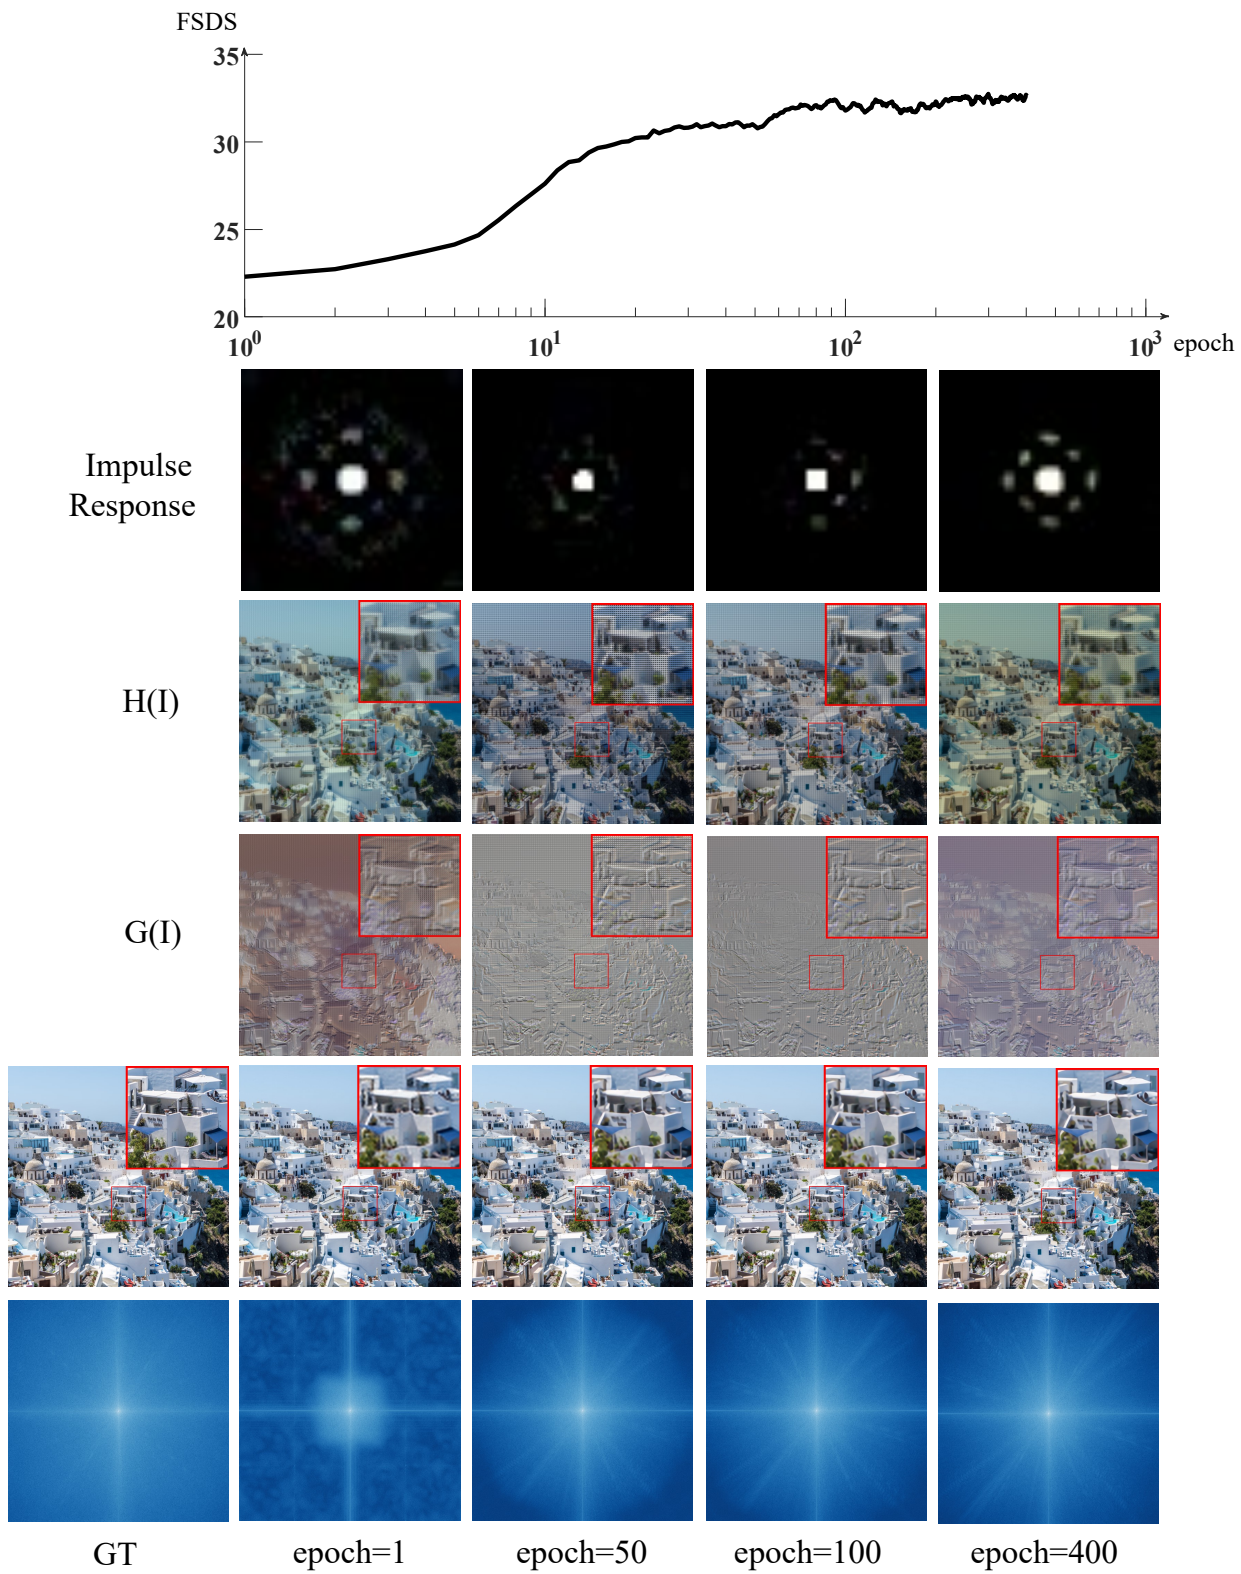 FSDS
35
30
25
20
10^0 10^1 10^2 10^3 epoch
Impulse
Response
H(I)
G(I)
GT epoch=1 epoch=50 epoch=100 epoch=400